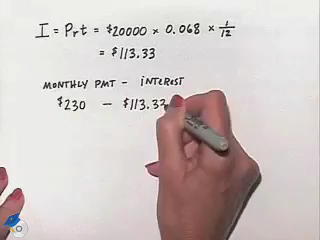 I = Prt = $20000 × 0.068 × 1/12
= $113.33
MONTHLY PMT - INTEREST
$230 - $113.33